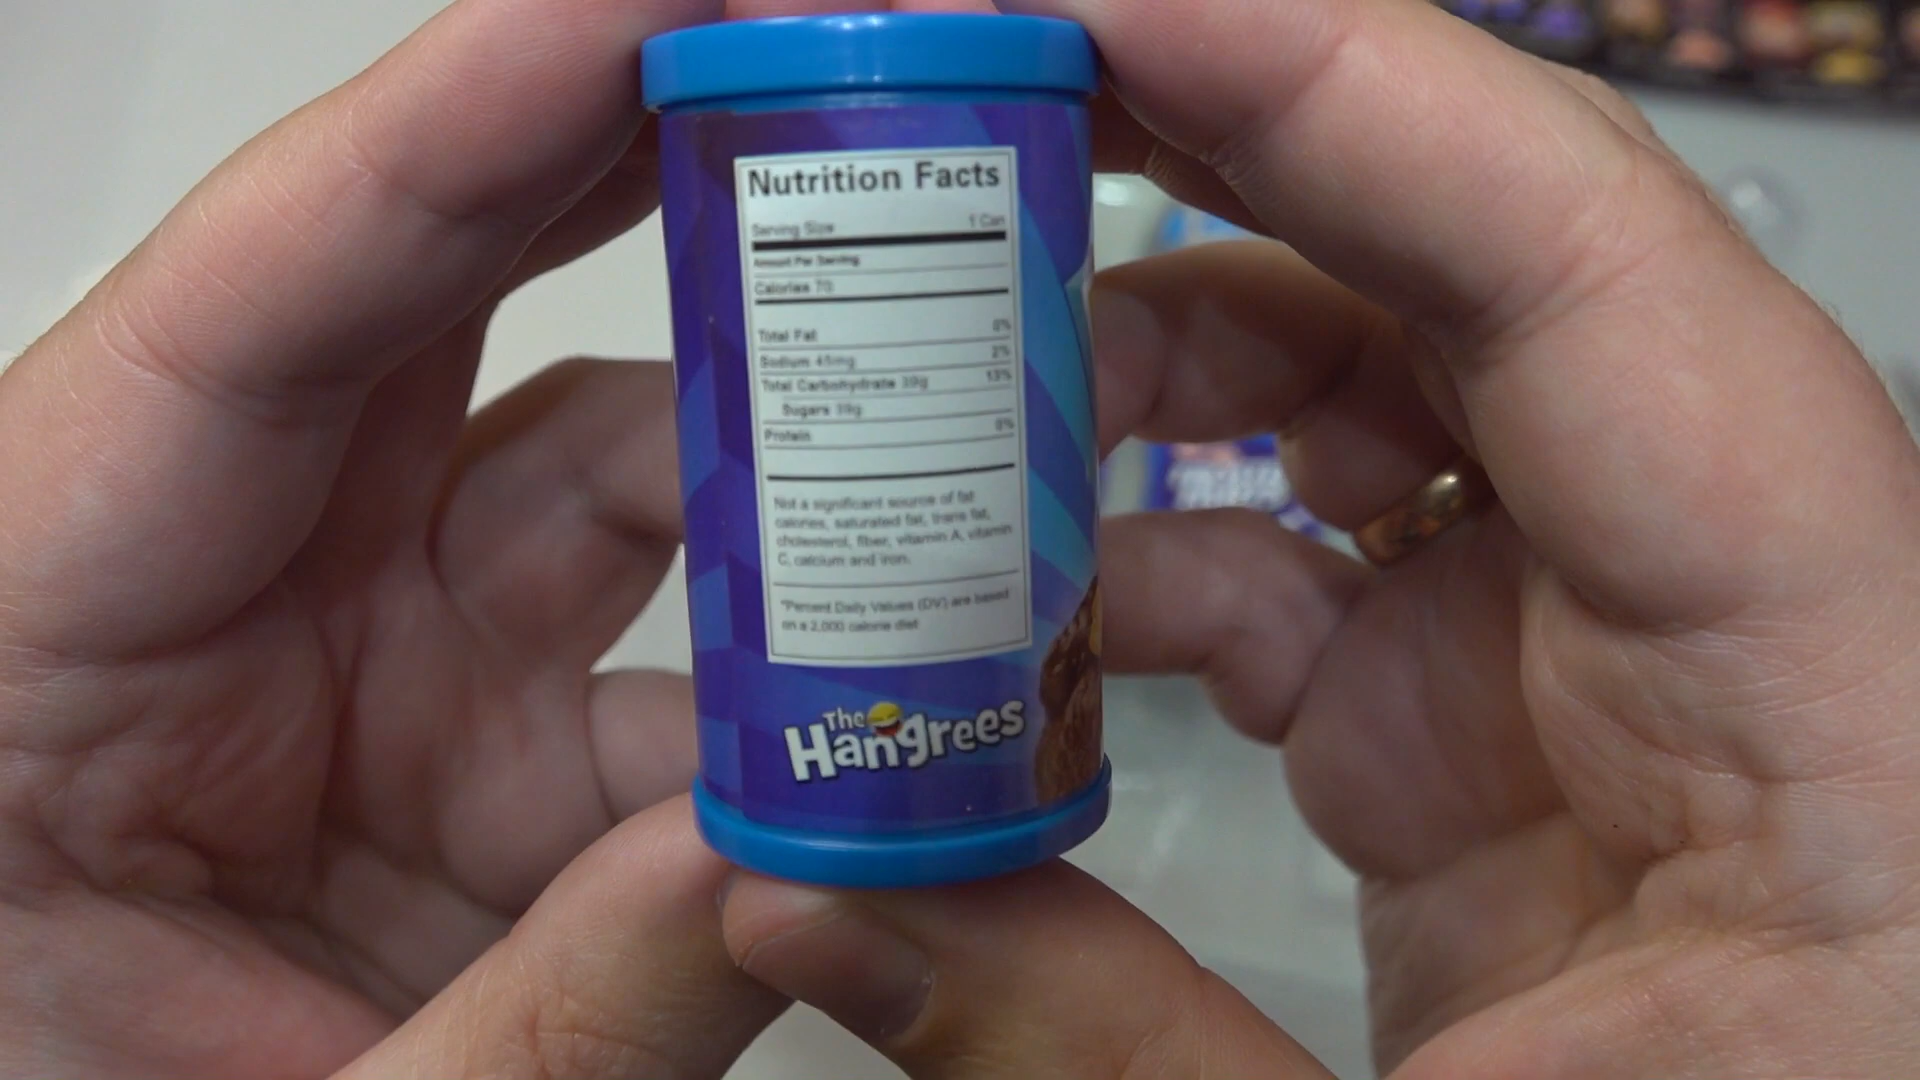 Nutrition Facts
Serving Size 1 Can
Amount Per Serving
Calories 70
Total Fat 0%
Sodium 45mg 2%
Total Carbohydrate 39g 13%
Sugars 39g
Protein 0%
Not a significant source of fat
calories, saturated fat, trans fat,
cholesterol, fiber, vitamin A, vitamin
C, calcium and iron.
*Percent Daily Values (DV) are based
on a 2,000 calorie diet
The
Hangrees